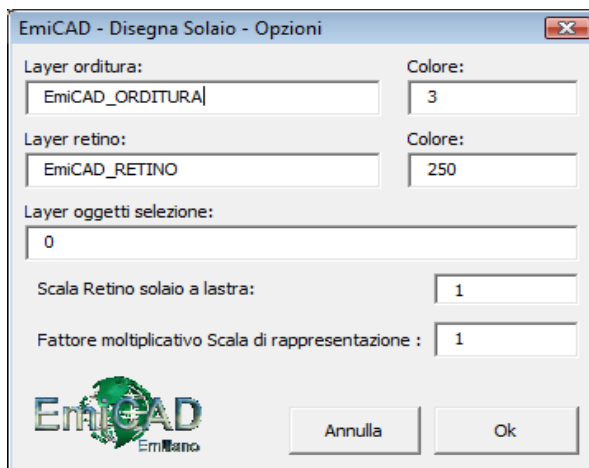 EmiCAD - Disegna Solaio - Opzioni
Layer orditura: Colore:
EmiCAD_ORDITURA 3
Layer retino: Colore:
EmiCAD_RETINO 250
Layer oggetti selezione:
0
Scala Retino solaio a lastra: 1
Fattore moltiplicativo Scala di rappresentazione : 1
EmiCAD
Emiliano
Annulla Ok